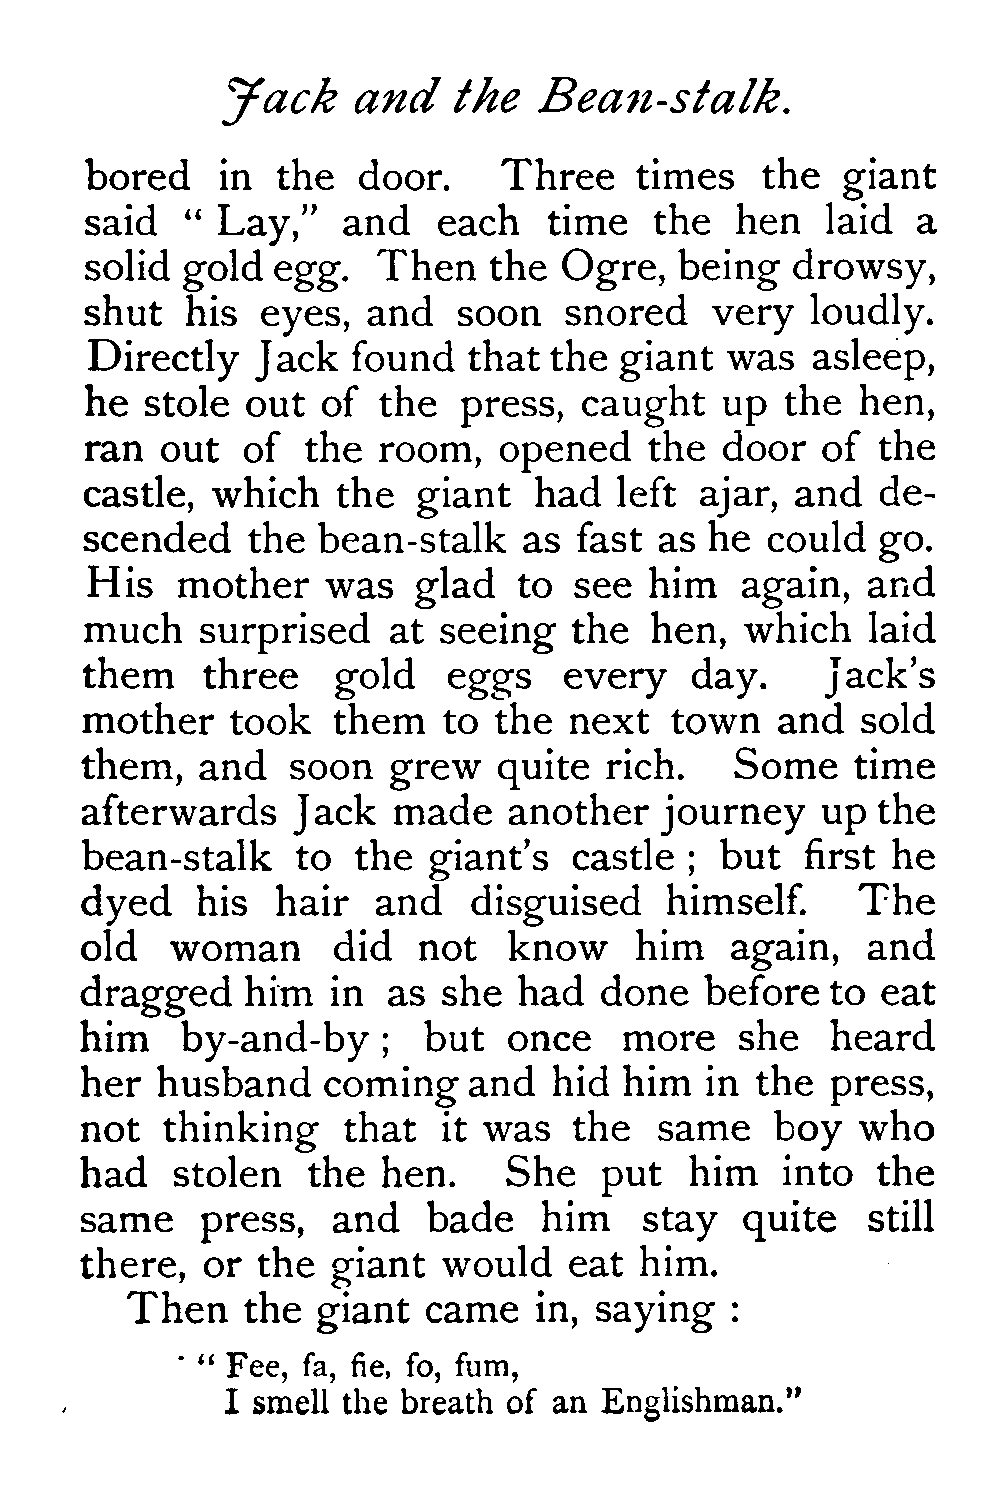 Jack and the Bean-stalk.
bored in the door. Three times the giant
said “ Lay,” and each time the hen laid a
solid gold egg. Then the Ogre, being drowsy,
shut his eyes, and soon snored very loudly.
Directly Jack found that the giant was asleep,
he stole out of the press, caught up the hen,
ran out of the room, opened the door of the
castle, which the giant had left ajar, and de-
scended the bean-stalk as fast as he could go.
His mother was glad to see him again, and
much surprised at seeing the hen, which laid
them three gold eggs every day. Jack’s
mother took them to the next town and sold
them, and soon grew quite rich. Some time
afterwards Jack made another journey up the
bean-stalk to the giant’s castle ; but first he
dyed his hair and disguised himself. The
old woman did not know him again, and
dragged him in as she had done before to eat
him by-and-by ; but once more she heard
her husband coming and hid him in the press,
not thinking that it was the same boy who
had stolen the hen. She put him into the
same press, and bade him stay quite still
there, or the giant would eat him.
Then the giant came in, saying :
“ Fee, fa, fie, fo, fum,
I smell the breath of an Englishman.”